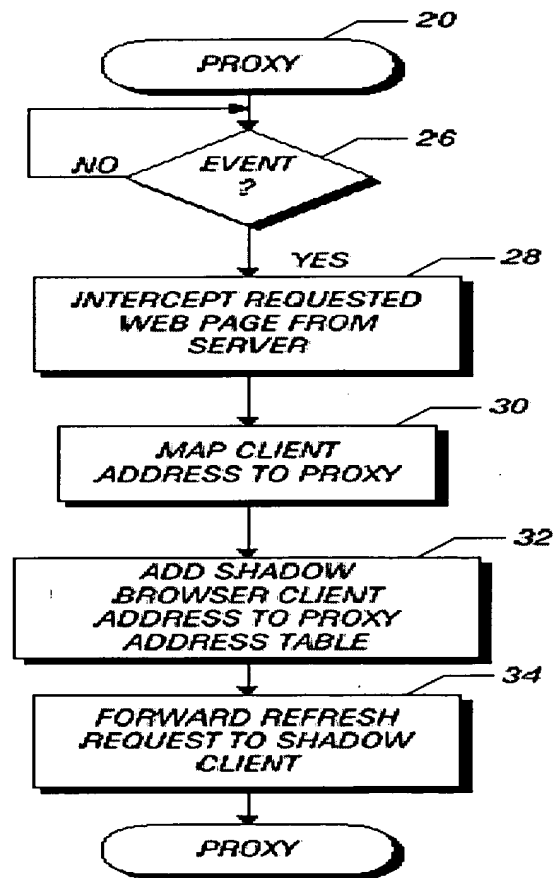 20
PROXY
26
EVENT
?
NO
YES
28
INTERCEPT REQUESTED
WEB PAGE FROM
SERVER
30
MAP CLIENT
ADDRESS TO PROXY
32
ADD SHADOW
BROWSER CLIENT
ADDRESS TO PROXY
ADDRESS TABLE
34
FORWARD REFRESH
REQUEST TO SHADOW
CLIENT
PROXY